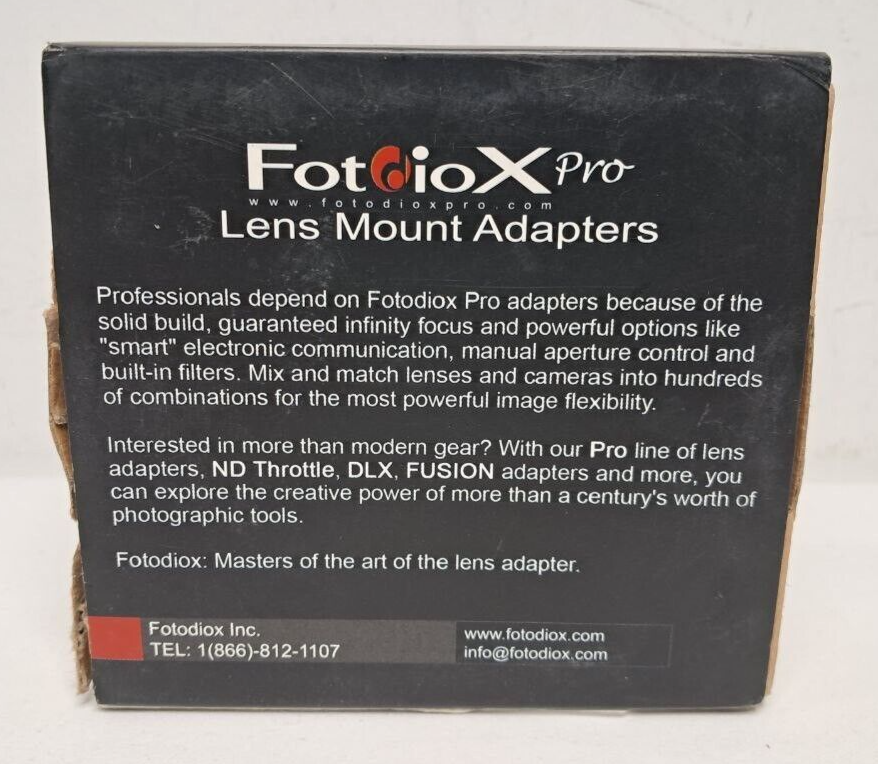 FotodioX Pro
www.fotodioxpro.com
Lens Mount Adapters
Professionals depend on Fotodiox Pro adapters because of the
solid build, guaranteed infinity focus and powerful options like
"smart" electronic communication, manual aperture control and
built-in filters. Mix and match lenses and cameras into hundreds
of combinations for the most powerful image flexibility.
Interested in more than modern gear? With our Pro line of lens
adapters, ND Throttle, DLX, FUSION adapters and more, you
can explore the creative power of more than a century's worth of
photographic tools.
Fotodiox: Masters of the art of the lens adapter.
Fotodiox Inc.
TEL: 1(866)-812-1107
www.fotodiox.com
info@fotodiox.com